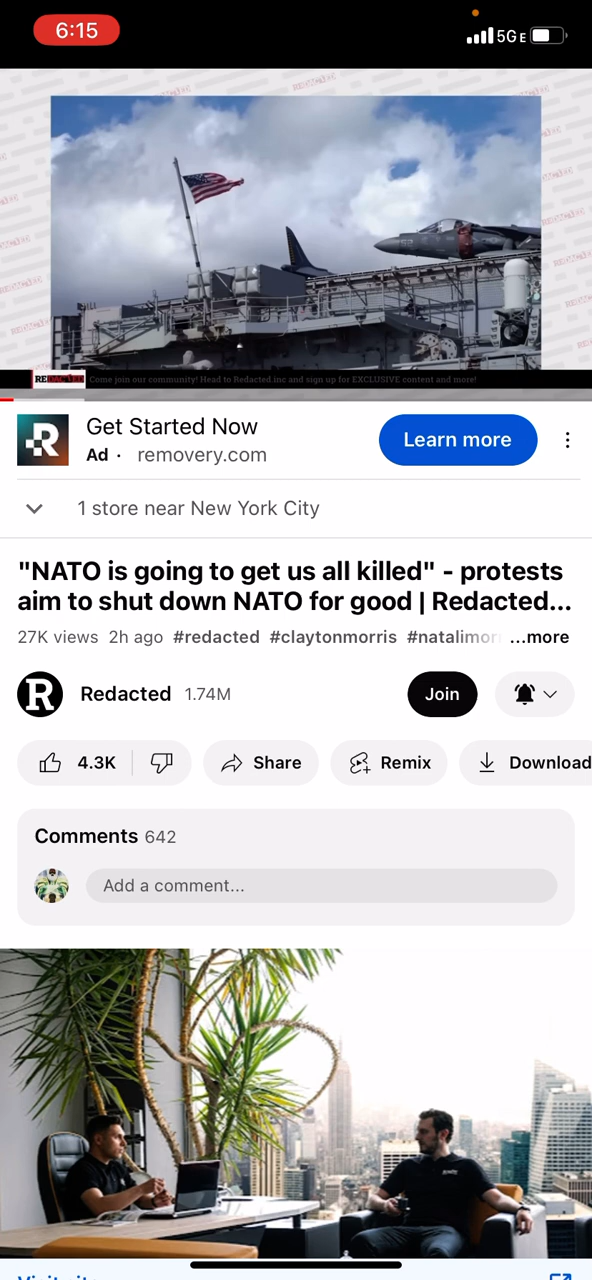 6:15
5GE
REDACTED Come join our community! Head to Redacted.inc and sign up for EXCLUSIVE content and more!
Get Started Now
Ad · removery.com
Learn more
1 store near New York City
"NATO is going to get us all killed" - protests
aim to shut down NATO for good | Redacted...
27K views 2h ago #redacted #claytonmorris #natalimor ...more
R Redacted 1.74M
Join
4.3K
Share
Remix
Download
Comments 642
Add a comment...